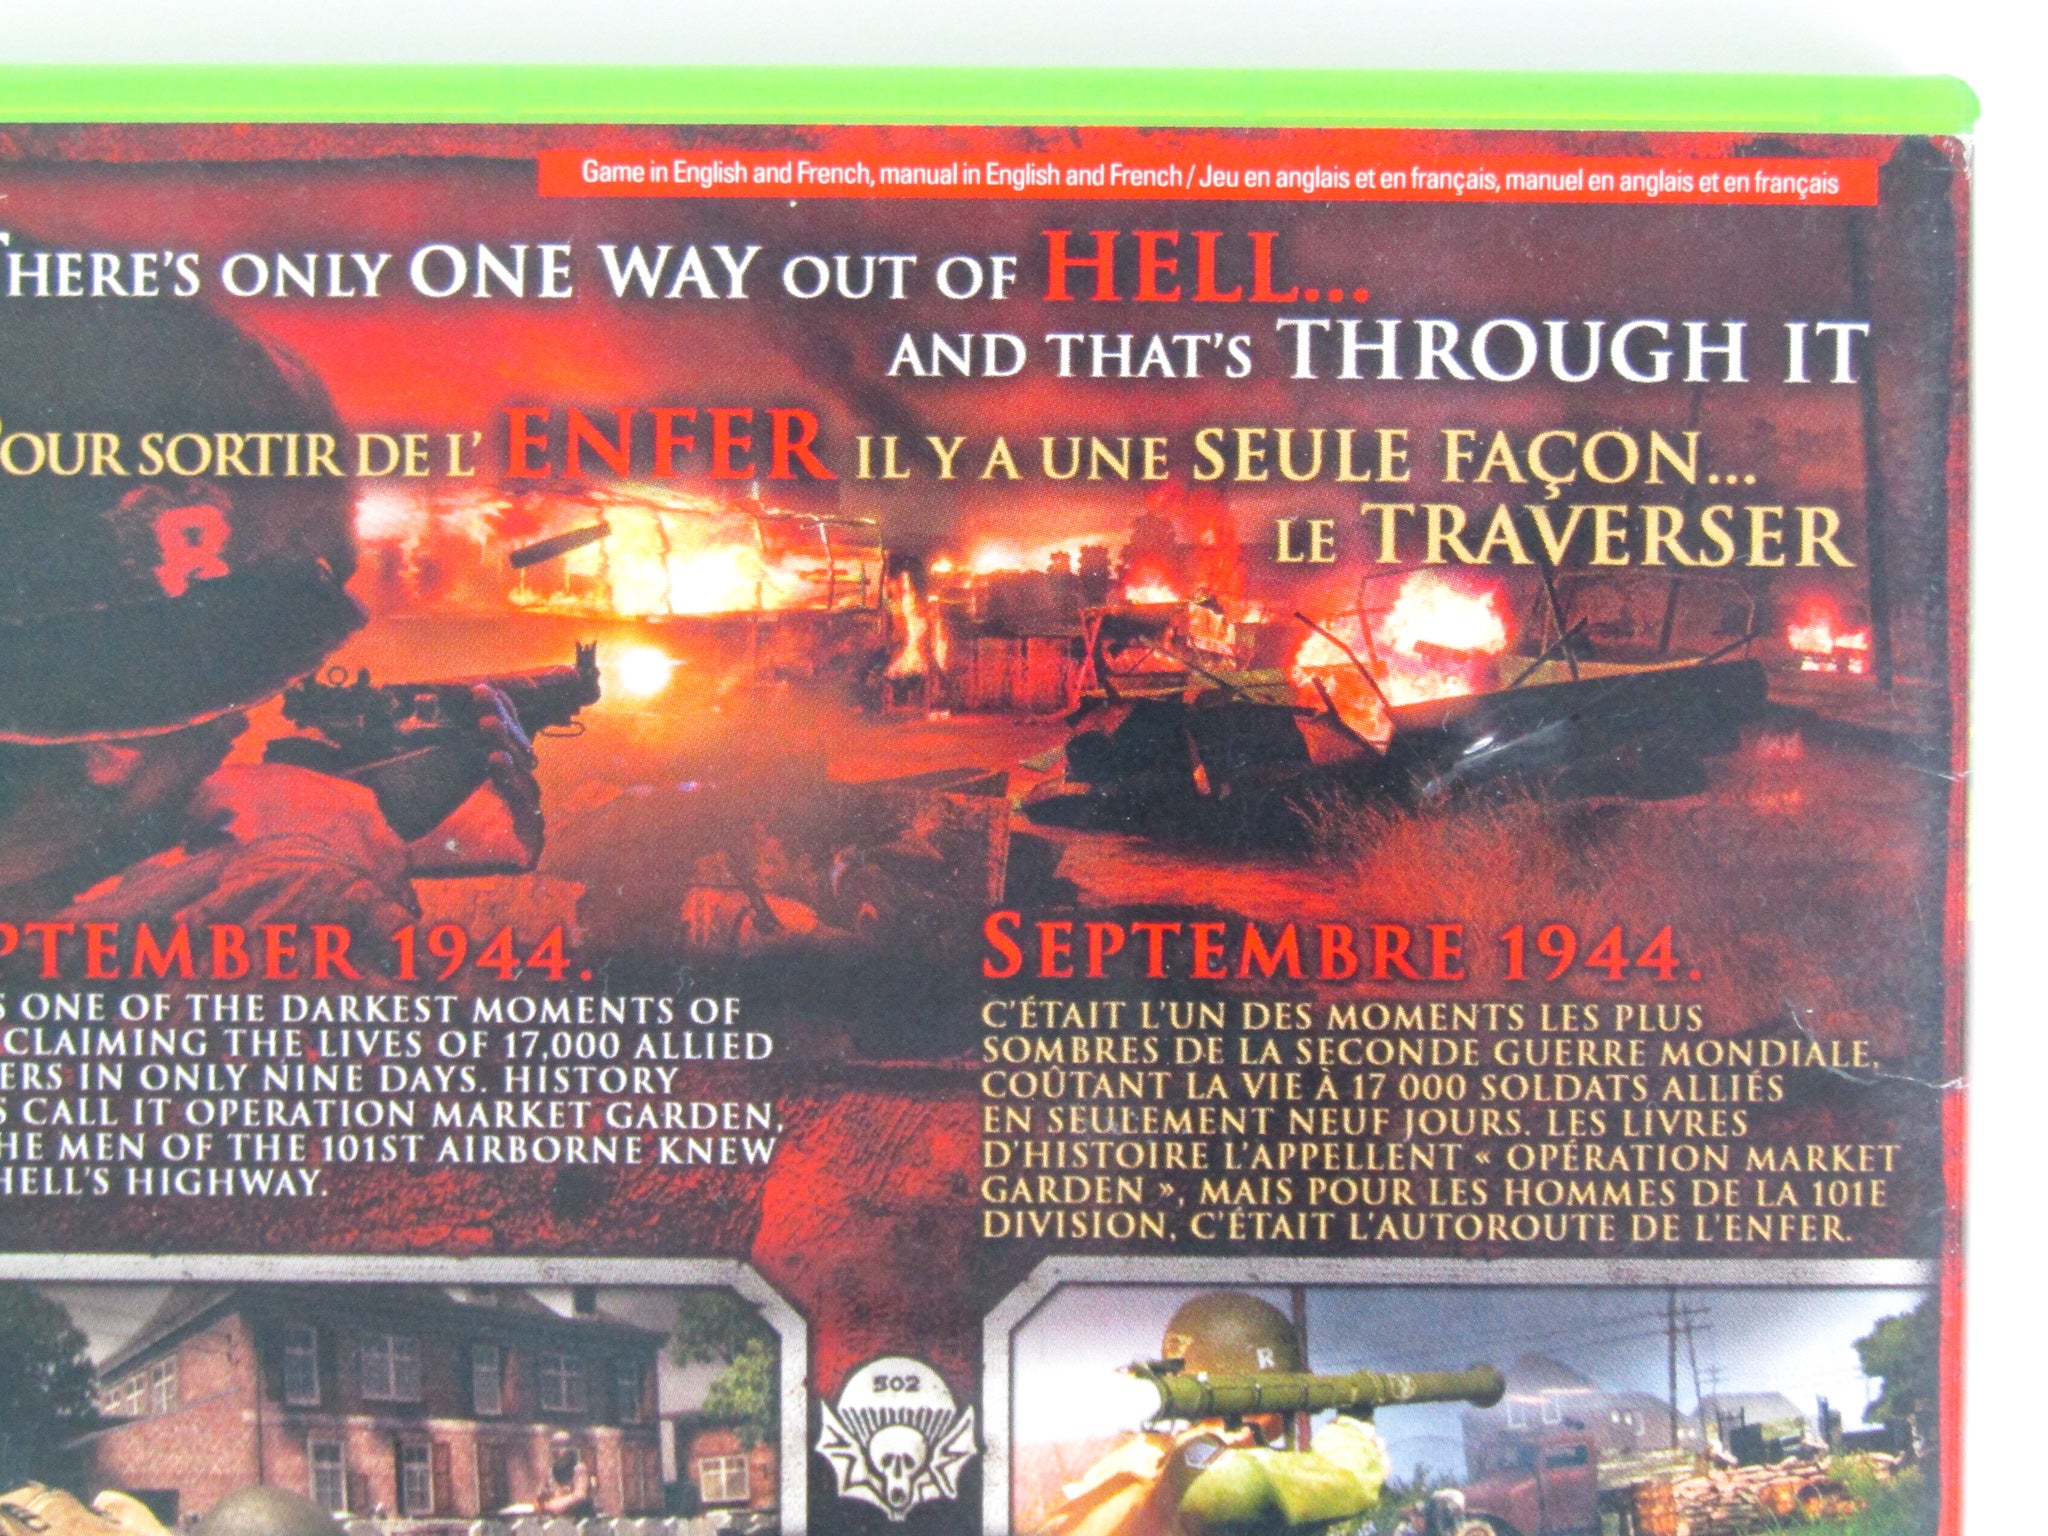 Game in English and French, manual in English and French / Jeu en anglais et en français, manuel en anglais et en français
THERE'S ONLY ONE WAY OUT OF HELL...
AND THAT'S THROUGH IT
POUR SORTIR DE L' ENFER IL Y A UNE SEULE FAÇON...
LE TRAVERSER
R
PTEMBER 1944.
S ONE OF THE DARKEST MOMENTS OF
CLAIMING THE LIVES OF 17,000 ALLIED
ERS IN ONLY NINE DAYS. HISTORY
S CALL IT OPERATION MARKET GARDEN,
HE MEN OF THE 101ST AIRBORNE KNEW
HELL'S HIGHWAY.
SEPTEMBRE 1944.
C'ÉTAIT L'UN DES MOMENTS LES PLUS
SOMBRES DE LA SECONDE GUERRE MONDIALE,
COÛTANT LA VIE À 17 000 SOLDATS ALLIÉS
EN SEULEMENT NEUF JOURS. LES LIVRES
D'HISTOIRE L'APPELLENT « OPÉRATION MARKET
GARDEN », MAIS POUR LES HOMMES DE LA 101E
DIVISION, C'ÉTAIT L'AUTOROUTE DE L'ENFER.
502
R